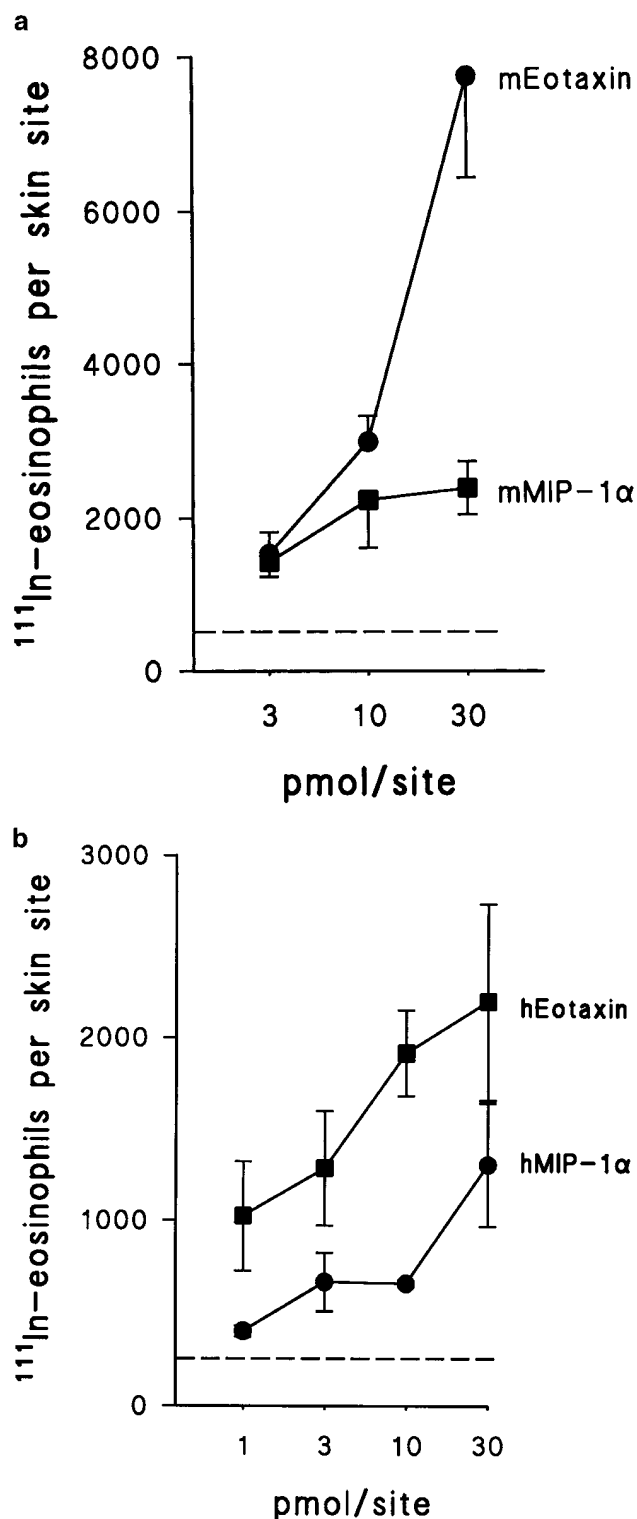 a
8000
6000
4000
2000
0
¹¹¹In−eosinophils per skin site
mEotaxin
mMIP−1α
3 10 30
pmol/site
b
3000
2000
1000
0
¹¹¹In−eosinophils per skin site
hEotaxin
hMIP−1α
1 3 10 30
pmol/site